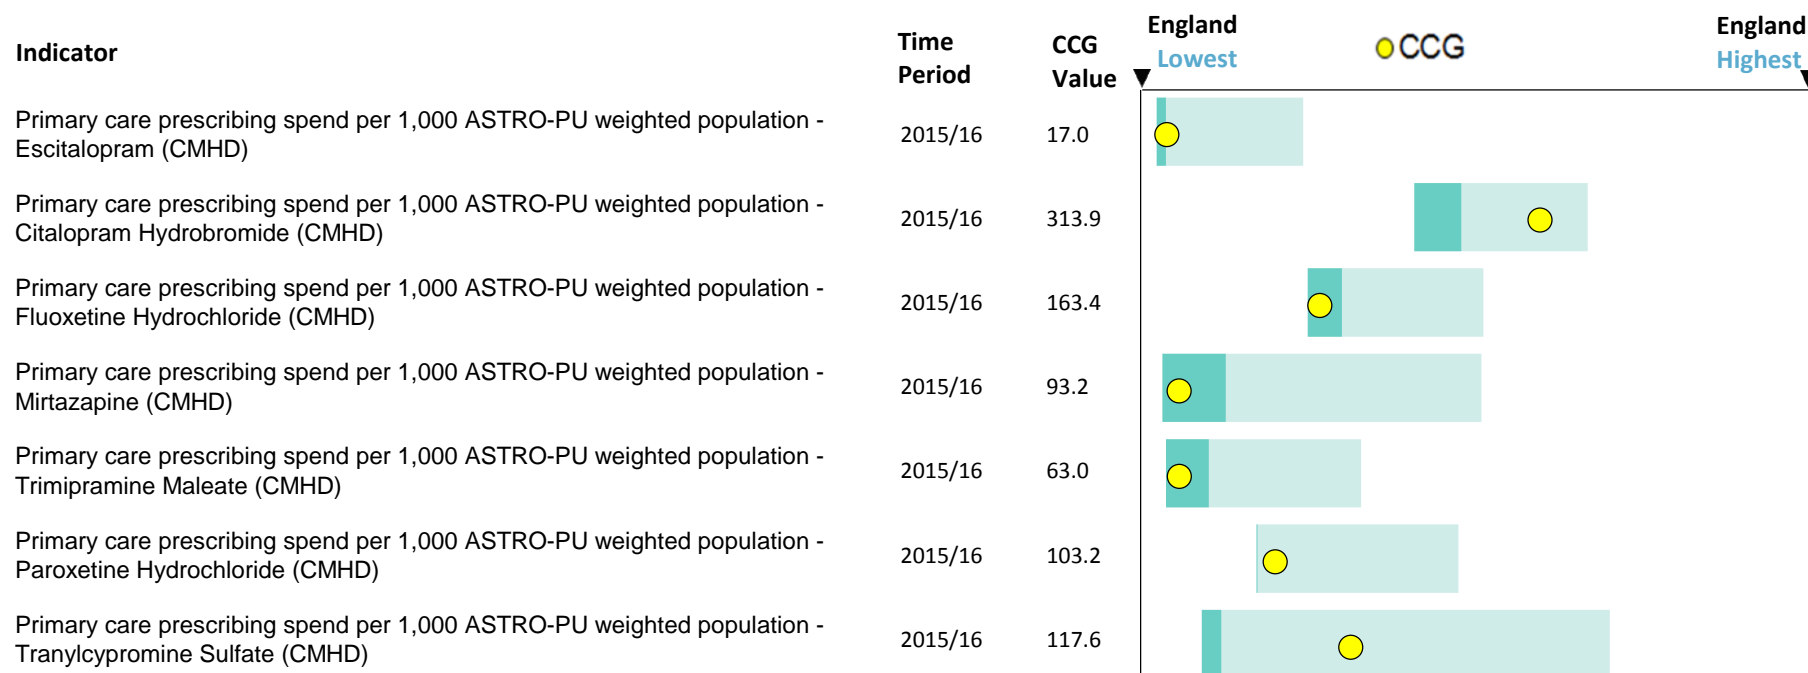 Indicator
Time
Period
CCG
Value
England
Lowest
CCG
England
Highest
Primary care prescribing spend per 1,000 ASTRO-PU weighted population -
Escitalopram (CMHD)
2015/16
17.0
Primary care prescribing spend per 1,000 ASTRO-PU weighted population -
Citalopram Hydrobromide (CMHD)
2015/16
313.9
Primary care prescribing spend per 1,000 ASTRO-PU weighted population -
Fluoxetine Hydrochloride (CMHD)
2015/16
163.4
Primary care prescribing spend per 1,000 ASTRO-PU weighted population -
Mirtazapine (CMHD)
2015/16
93.2
Primary care prescribing spend per 1,000 ASTRO-PU weighted population -
Trimipramine Maleate (CMHD)
2015/16
63.0
Primary care prescribing spend per 1,000 ASTRO-PU weighted population -
Paroxetine Hydrochloride (CMHD)
2015/16
103.2
Primary care prescribing spend per 1,000 ASTRO-PU weighted population -
Tranylcypromine Sulfate (CMHD)
2015/16
117.6